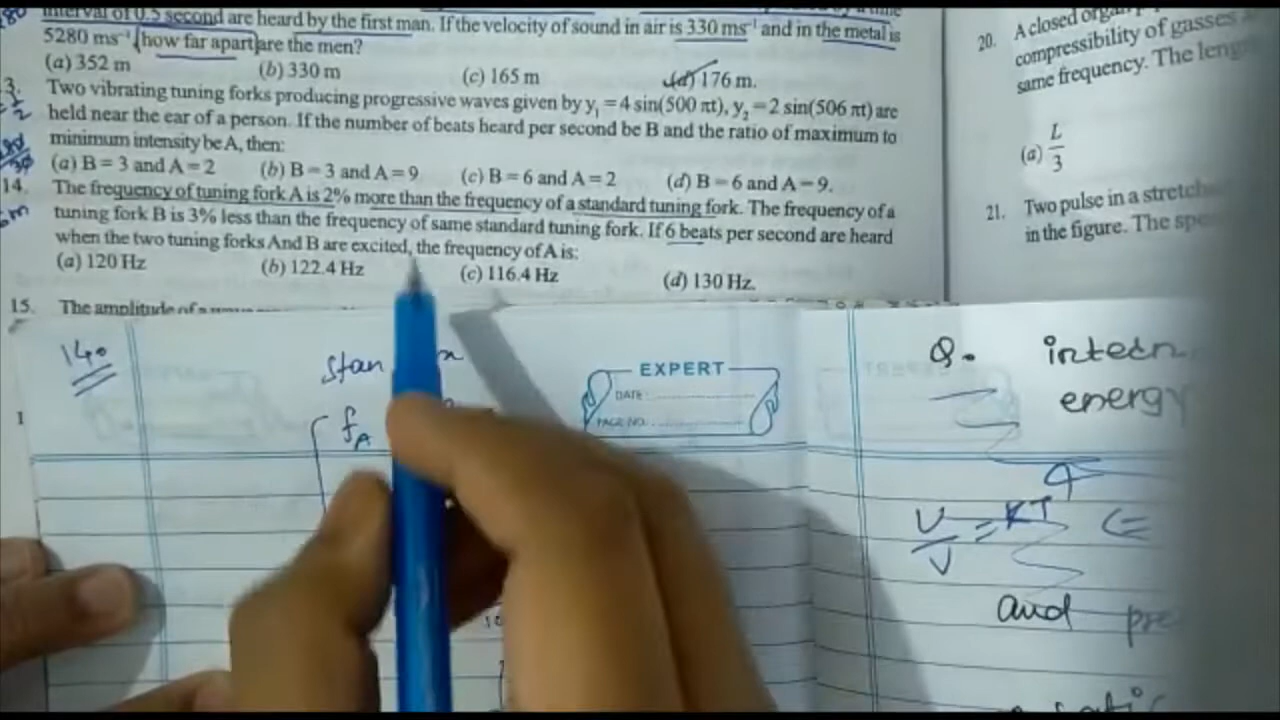 interval of 0.5 second are heard by the first man. If the velocity of sound in air is 330 ms⁻¹ and in the metal is
5280 ms⁻¹, how far apart are the men?
(a) 352 m (b) 330 m (c) 165 m (d) 176 m.
3. Two vibrating tuning forks producing progressive waves given by y₁ = 4 sin(500 πt), y₂ = 2 sin(506 πt) are
held near the ear of a person. If the number of beats heard per second be B and the ratio of maximum to
minimum intensity be A, then:
(a) B = 3 and A = 2 (b) B = 3 and A = 9 (c) B = 6 and A = 2 (d) B = 6 and A = 9.
14. The frequency of tuning fork A is 2% more than the frequency of a standard tuning fork. The frequency of a
tuning fork B is 3% less than the frequency of same standard tuning fork. If 6 beats per second are heard
when the two tuning forks And B are excited, the frequency of A is:
(a) 120 Hz (b) 122.4 Hz (c) 116.4 Hz (d) 130 Hz.
15. The amplitude of a
20. A closed organ
compressibility of gasses
same frequency. The leng
(a) L/3
21. Two pulse in a stretch
in the figure. The spe
14.
stan
f_A
EXPERT
DATE:
PAGE NO.
1
Q. intern
energy
U/V = KT
and pre